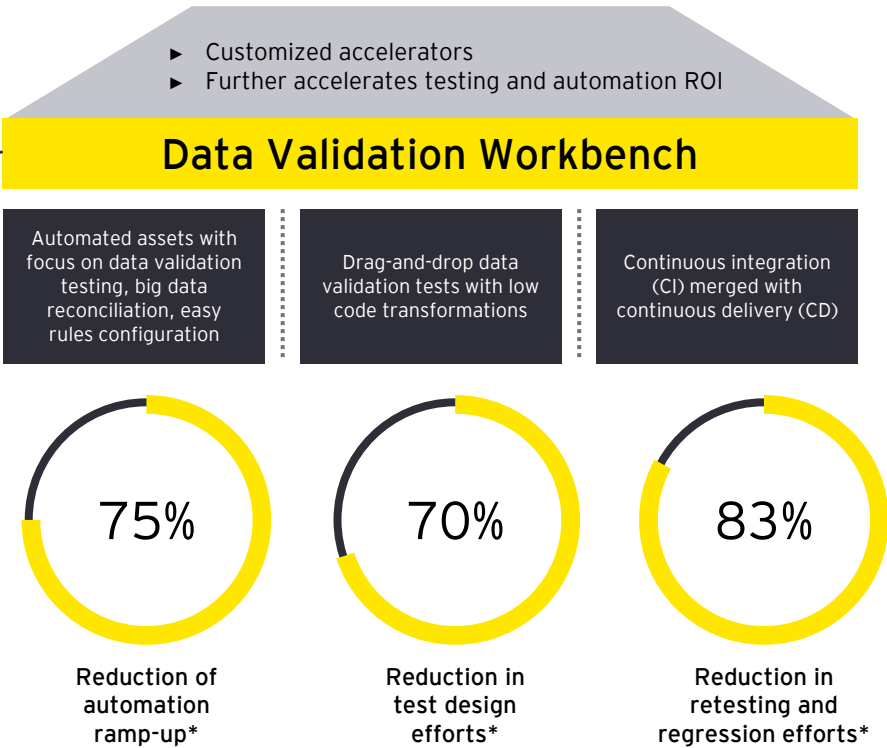 ► Customized accelerators
► Further accelerates testing and automation ROI
Data Validation Workbench
Automated assets with
focus on data validation
testing, big data
reconciliation, easy
rules configuration
Drag-and-drop data
validation tests with low
code transformations
Continuous integration
(CI) merged with
continuous delivery (CD)
75%
70%
83%
Reduction of
automation
ramp-up*
Reduction in
test design
efforts*
Reduction in
retesting and
regression efforts*